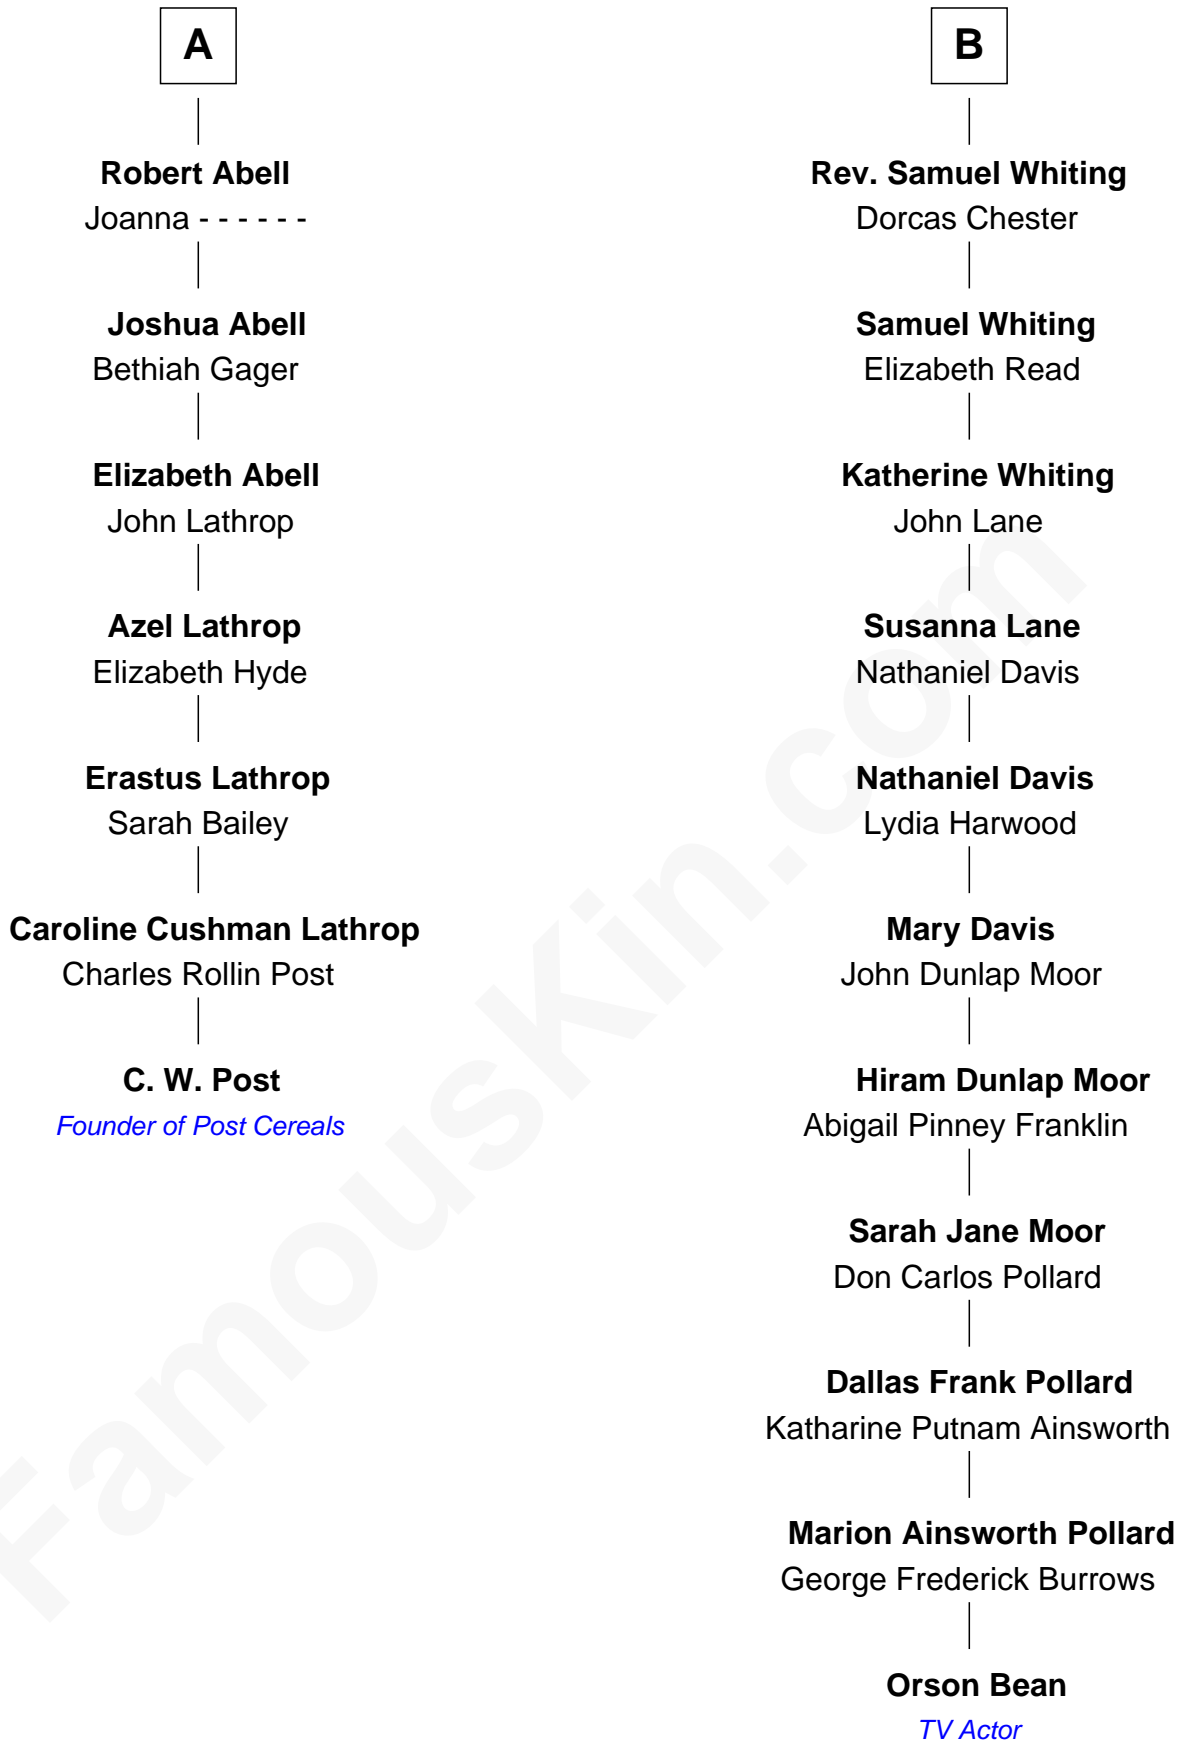 A
Robert Abell
Joanna - - - - - -
Joshua Abell
Bethiah Gager
Elizabeth Abell
John Lathrop
Azel Lathrop
Elizabeth Hyde
Erastus Lathrop
Sarah Bailey
Caroline Cushman Lathrop
Charles Rollin Post
C. W. Post
Founder of Post Cereals
B
Rev. Samuel Whiting
Dorcas Chester
Samuel Whiting
Elizabeth Read
Katherine Whiting
John Lane
Susanna Lane
Nathaniel Davis
Nathaniel Davis
Lydia Harwood
Mary Davis
John Dunlap Moor
Hiram Dunlap Moor
Abigail Pinney Franklin
Sarah Jane Moor
Don Carlos Pollard
Dallas Frank Pollard
Katharine Putnam Ainsworth
Marion Ainsworth Pollard
George Frederick Burrows
Orson Bean
TV Actor
FamousKin.com